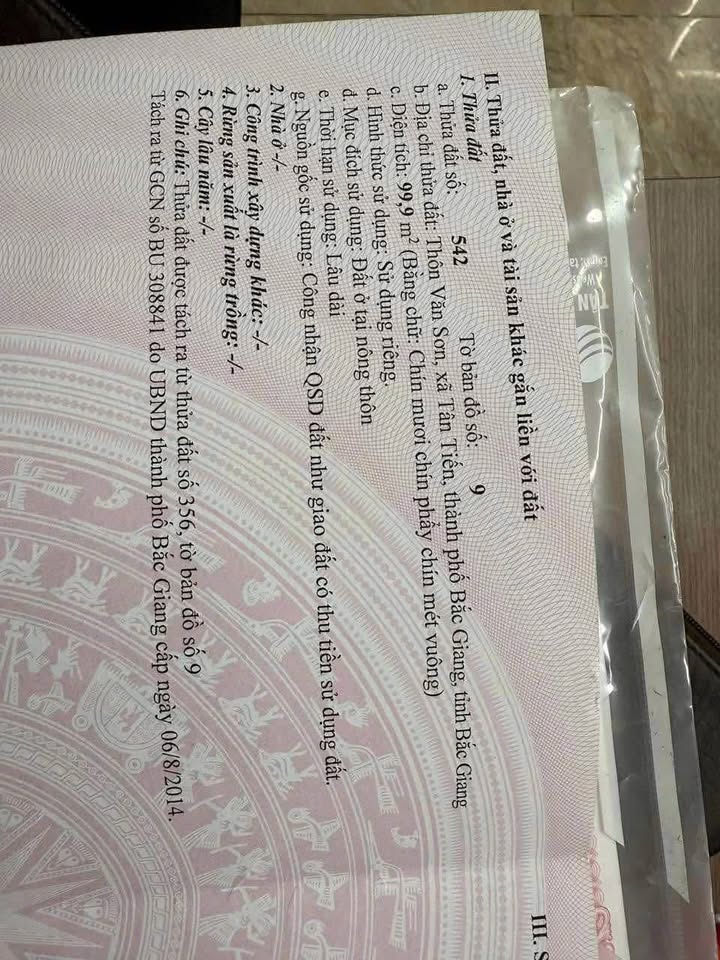 II. Thửa đất, nhà ở và tài sản khác gắn liền với đất
1. Thửa đất
a. Thửa đất số: 542 Tờ bản đồ số: 9
b. Địa chỉ thửa đất: Thôn Văn Sơn, xã Tân Tiến, thành phố Bắc Giang, tỉnh Bắc Giang
c. Diện tích: 99,9 m² (Bằng chữ: Chín mươi chín phẩy chín mét vuông)
d. Hình thức sử dụng: Sử dụng riêng.
đ. Mục đích sử dụng: Đất ở tại nông thôn
e. Thời hạn sử dụng: Lâu dài
g. Nguồn gốc sử dụng: Công nhận QSD đất như giao đất có thu tiền sử dụng đất.
2. Nhà ở -/-
3. Công trình xây dựng khác: -/-
4. Rừng sản xuất là rừng trồng: -/-
5. Cây lâu năm: -/-
6. Ghi chú: Thửa đất được tách ra từ thửa đất số 356, tờ bản đồ số 9
Tách ra từ GCN số BU 308841 do UBND thành phố Bắc Giang cấp ngày 06/8/2014.
III. S
TAN